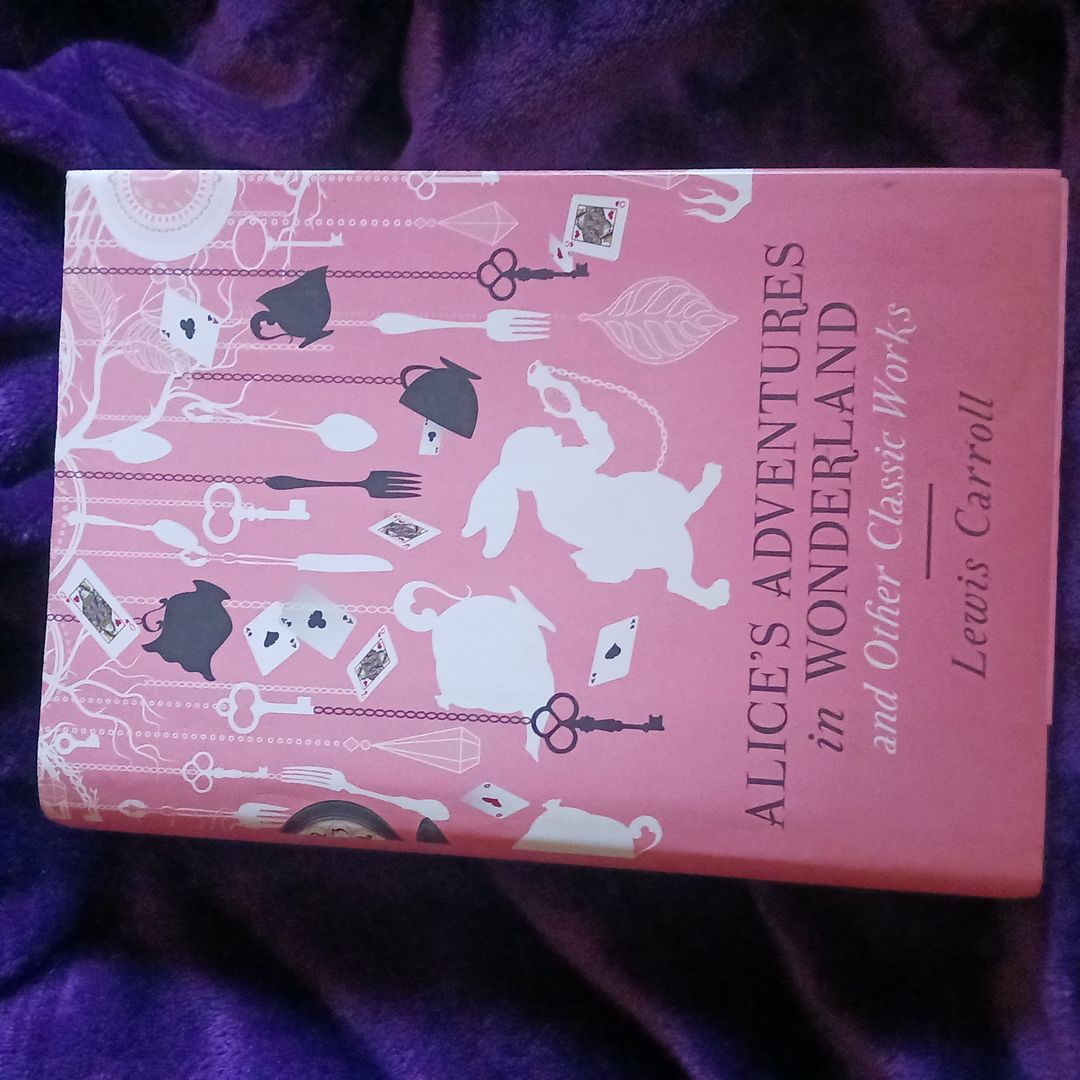 ALICE'S ADVENTURES
in WONDERLAND
and Other Classic Works
Lewis Carroll